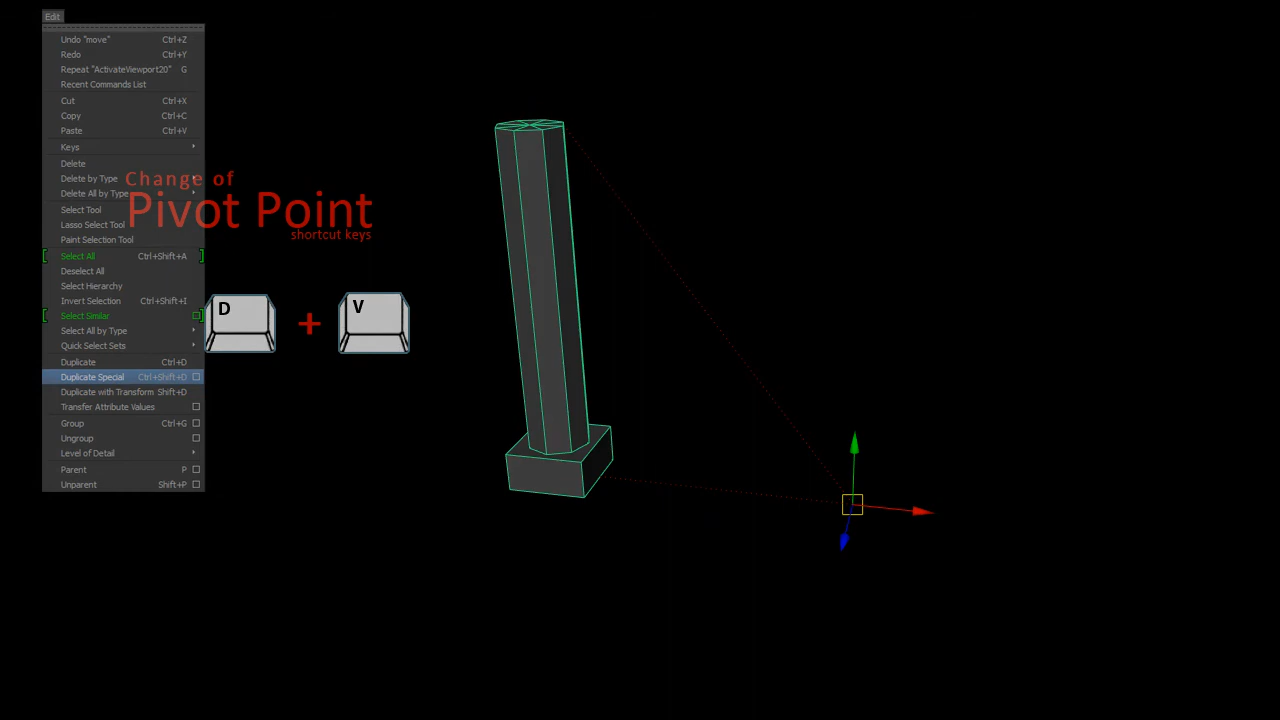 Edit
Undo "move" Ctrl+Z
Redo Ctrl+Y
Repeat "ActivateViewport20" G
Recent Commands List
Cut Ctrl+X
Copy Ctrl+C
Paste Ctrl+V
Keys
Delete
Delete by Type
Delete All by Type
Select Tool
Lasso Select Tool
Paint Selection Tool
Select All Ctrl+Shift+A
Deselect All
Select Hierarchy
Invert Selection Ctrl+Shift+I
Select Similar
Select All by Type
Quick Select Sets
Duplicate Ctrl+D
Duplicate Special Ctrl+Shift+D
Duplicate with Transform Shift+D
Transfer Attribute Values
Group Ctrl+G
Ungroup
Level of Detail
Parent P
Unparent Shift+P
Change of
Pivot Point
shortcut keys
D + V